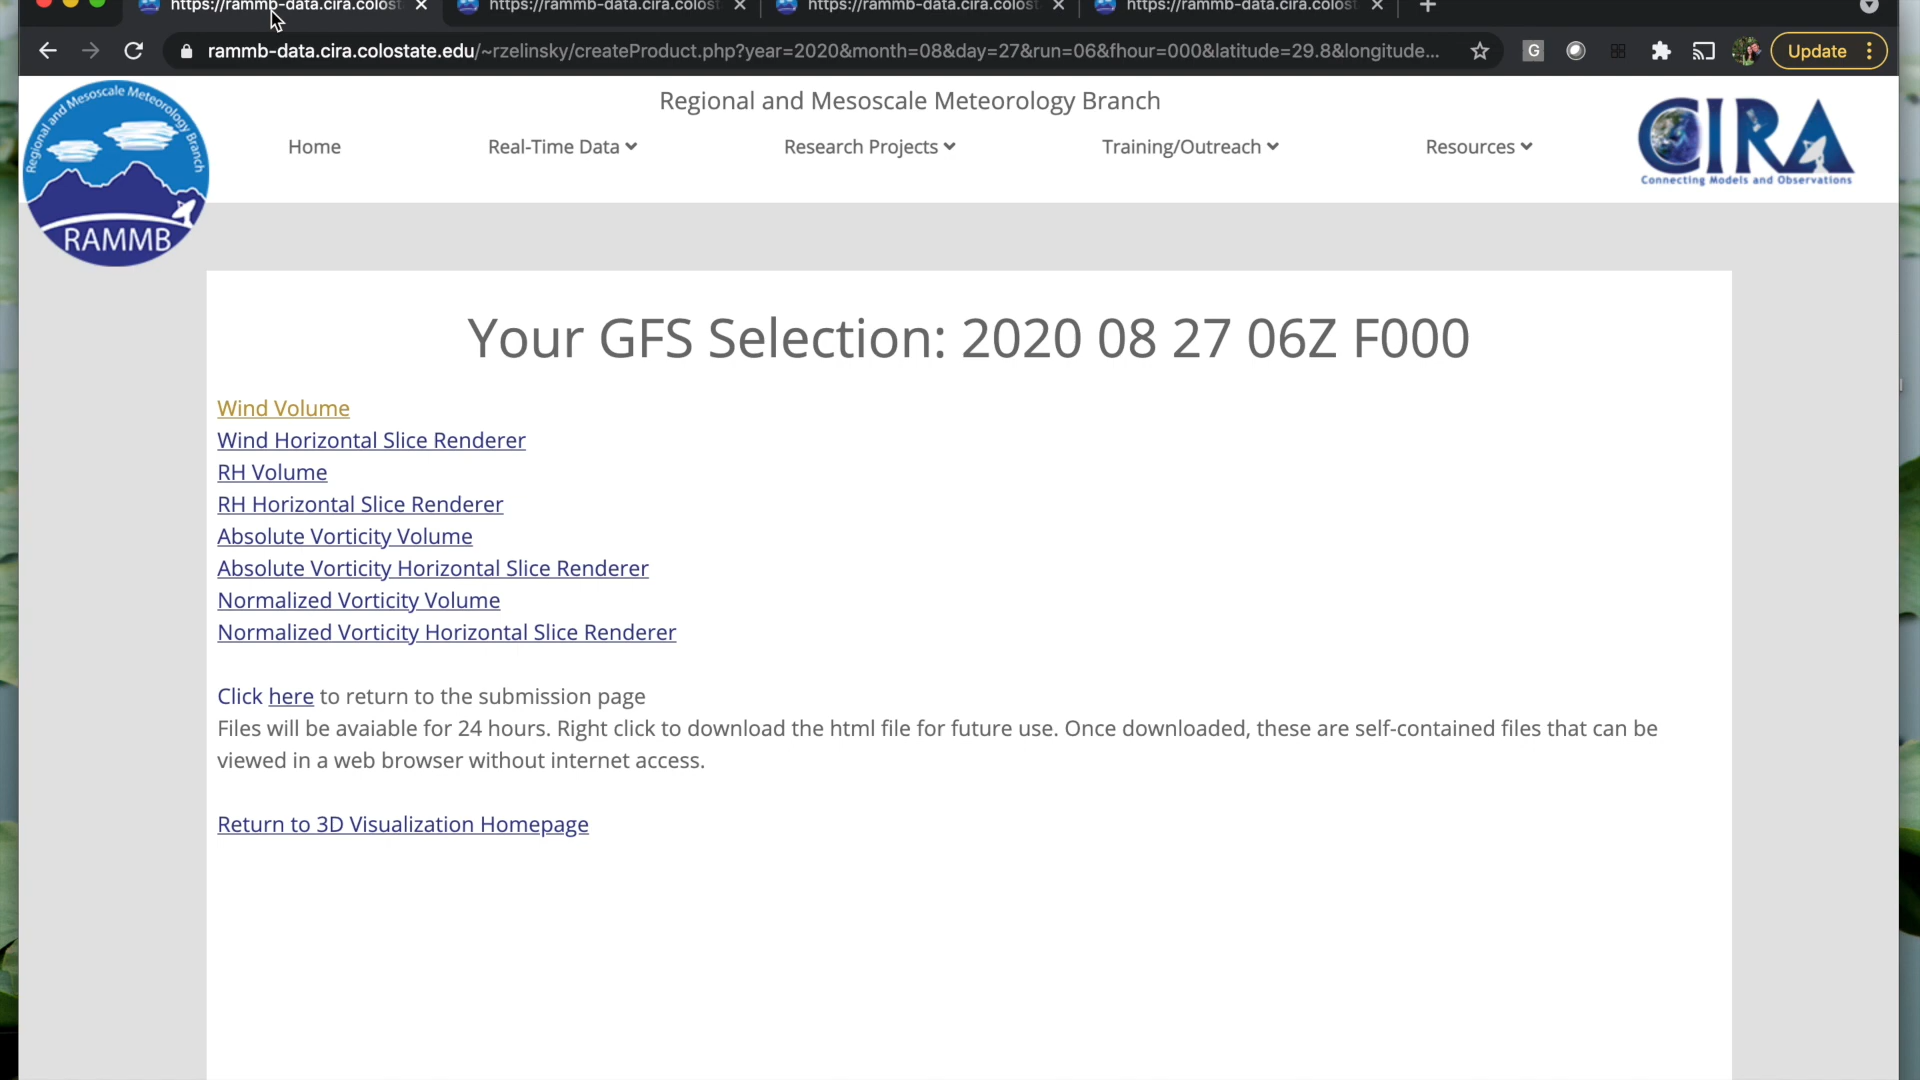 https://rammb-data.cira.colost
https://rammb-data.cira.colost
https://rammb-data.cira.colost
https://rammb-data.cira.colost
rammb-data.cira.colostate.edu/~rzelinsky/createProduct.php?year=2020&month=08&day=27&run=06&fhour=000&latitude=29.8&longitude...
G
Update
Regional and Mesoscale Meteorology Branch
RAMMB
Regional and Mesoscale Meteorology Branch
Home
Real-Time Data
Research Projects
Training/Outreach
Resources
CIRA
Connecting Models and Observations
Your GFS Selection: 2020 08 27 06Z F000
Wind Volume
Wind Horizontal Slice Renderer
RH Volume
RH Horizontal Slice Renderer
Absolute Vorticity Volume
Absolute Vorticity Horizontal Slice Renderer
Normalized Vorticity Volume
Normalized Vorticity Horizontal Slice Renderer
Click here to return to the submission page
Files will be avaiable for 24 hours. Right click to download the html file for future use. Once downloaded, these are self-contained files that can be
viewed in a web browser without internet access.
Return to 3D Visualization Homepage